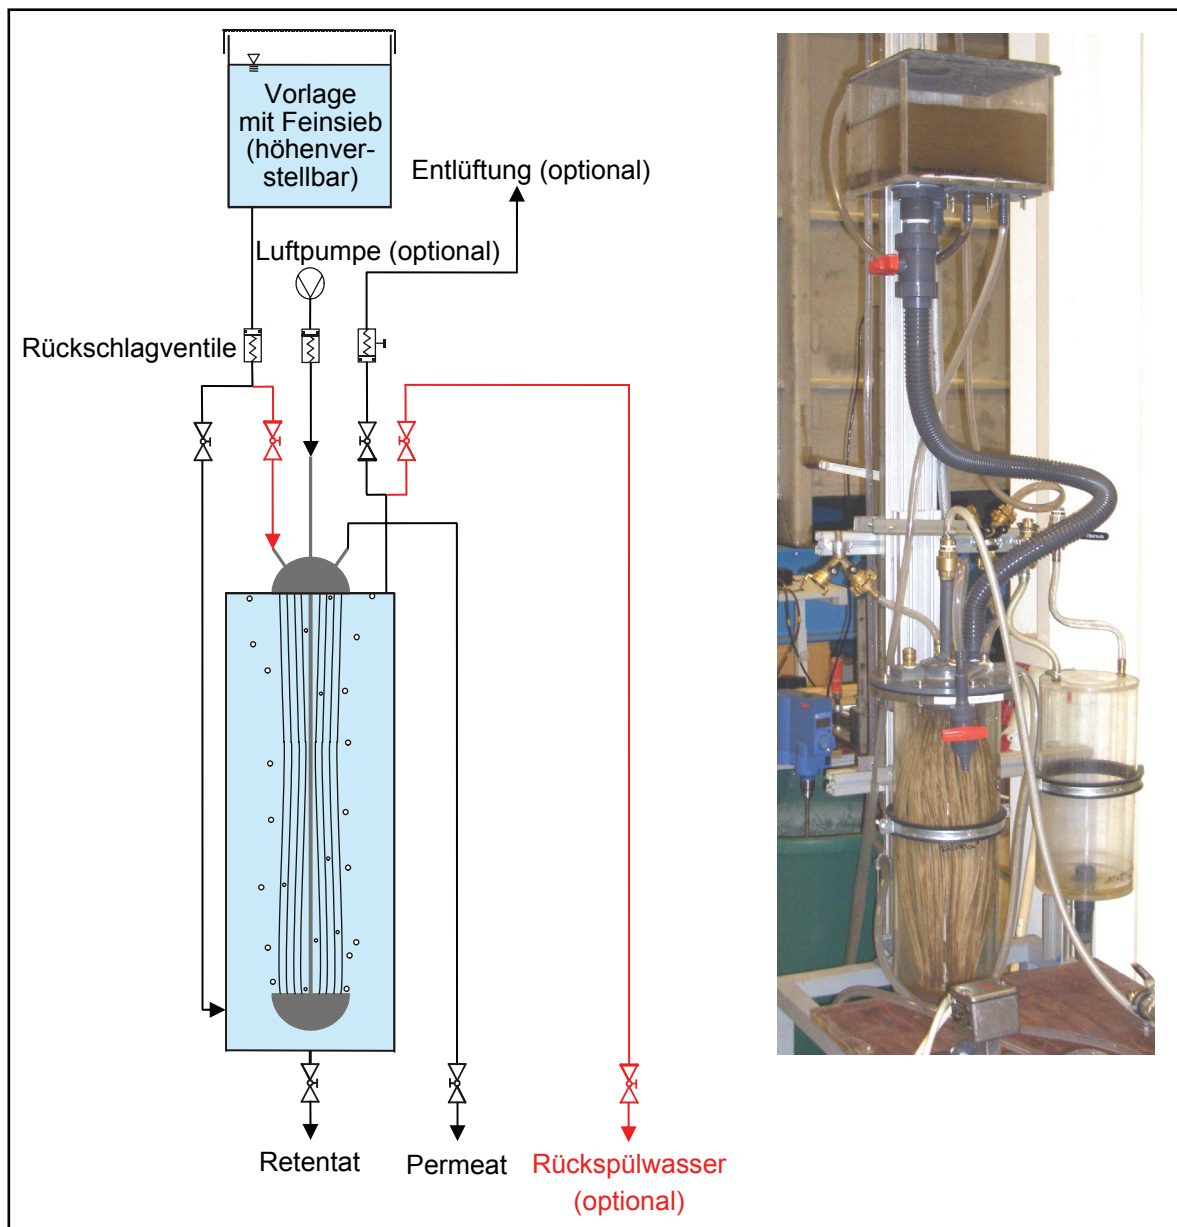 Vorlage
mit Feinsieb
(höhenver-
stellbar)
Entlüftung (optional)
Luftpumpe (optional)
Rückschlagventile
Retentat
Permeat
Rückspülwasser
(optional)